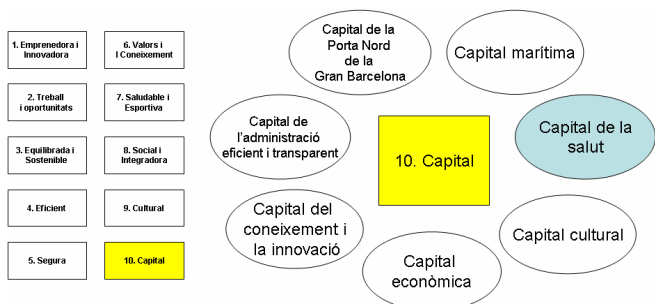 1. Emprenedora i
Innovadora
2. Treball
i oportunitats
3. Equilibrada i
Sostenible
4. Eficient
5. Segura
6. Valors i
l Coneixement
7. Saludable i
Esportiva
8. Social i
Integradora
9. Cultural
10. Capital
Capital de la
Porta Nord
de la
Gran Barcelona
Capital marítima
Capital de
l'administració
eficient i transparent
10. Capital
Capital de la
salut
Capital del
coneixement i
la innovació
Capital cultural
Capital
econòmica